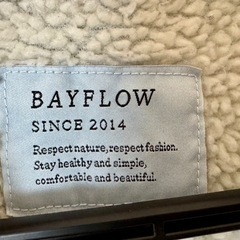 BAYFLOW
SINCE 2014
Respect nature, respect fashion.
Stay healthy and simple,
comfortable and beautiful.